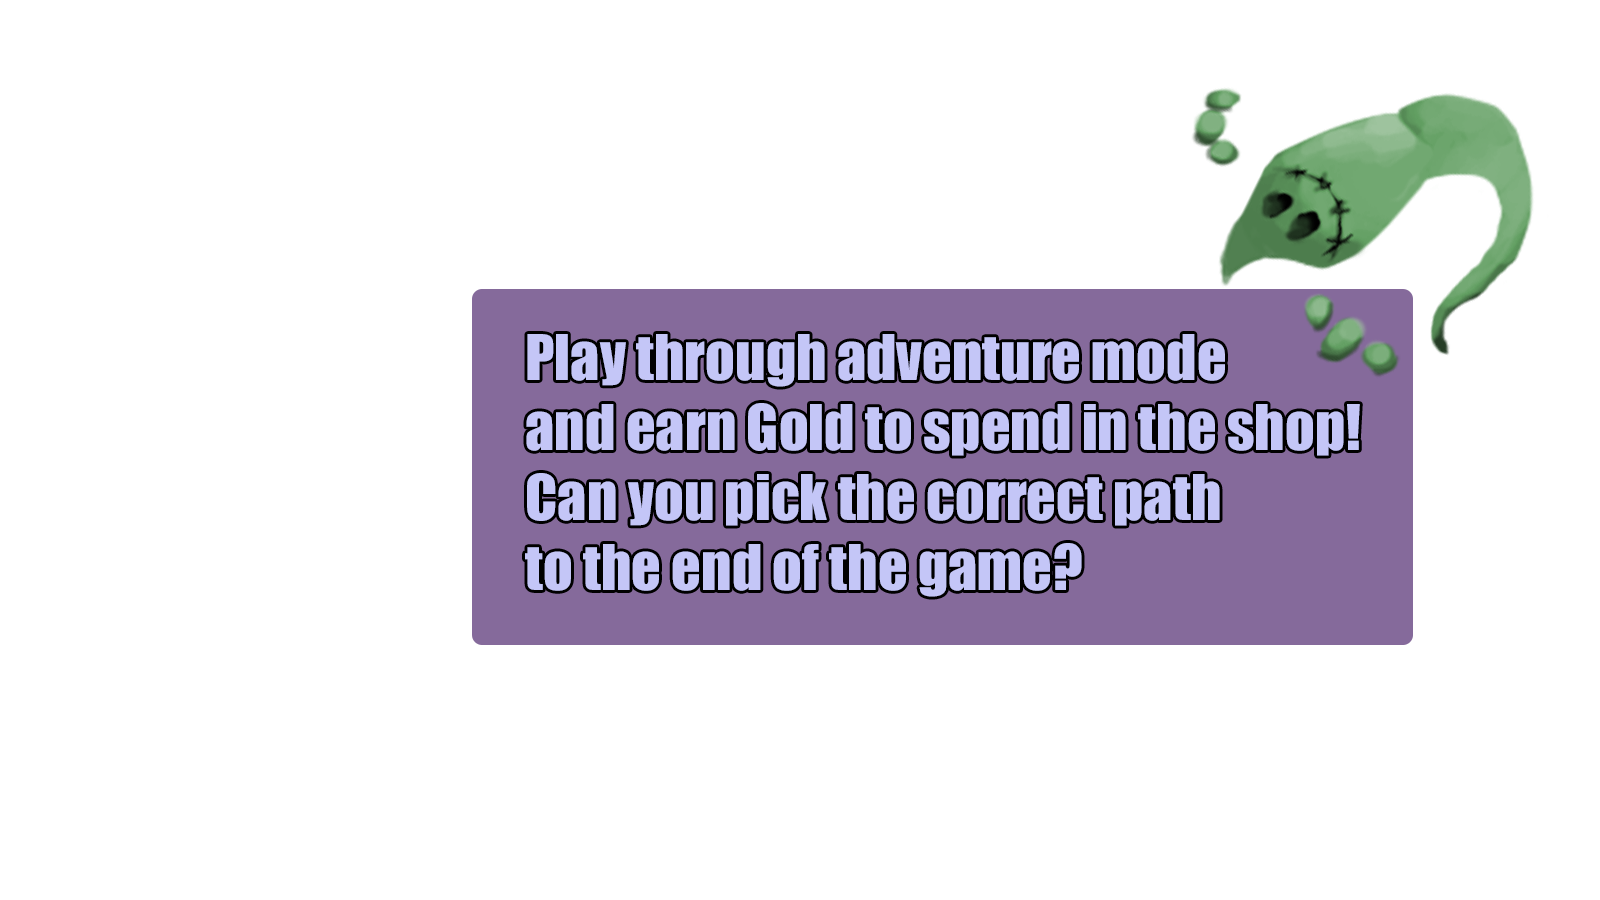 Play through adventure mode
and earn Gold to spend in the shop!
Can you pick the correct path
to the end of the game?